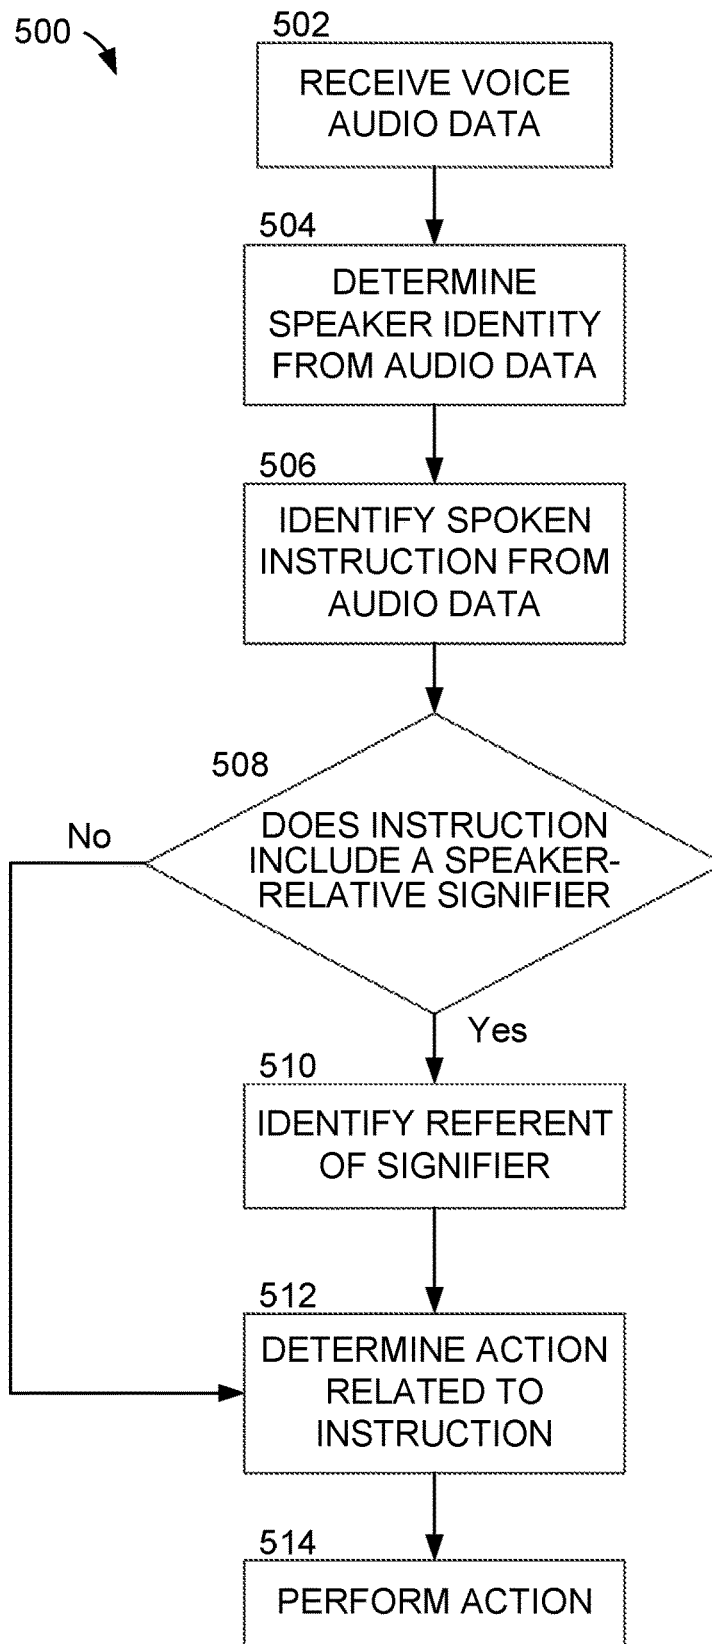 500
502
RECEIVE VOICE
AUDIO DATA
504
DETERMINE
SPEAKER IDENTITY
FROM AUDIO DATA
506
IDENTIFY SPOKEN
INSTRUCTION FROM
AUDIO DATA
508
DOES INSTRUCTION
INCLUDE A SPEAKER-
RELATIVE SIGNIFIER
No
Yes
510
IDENTIFY REFERENT
OF SIGNIFIER
512
DETERMINE ACTION
RELATED TO
INSTRUCTION
514
PERFORM ACTION